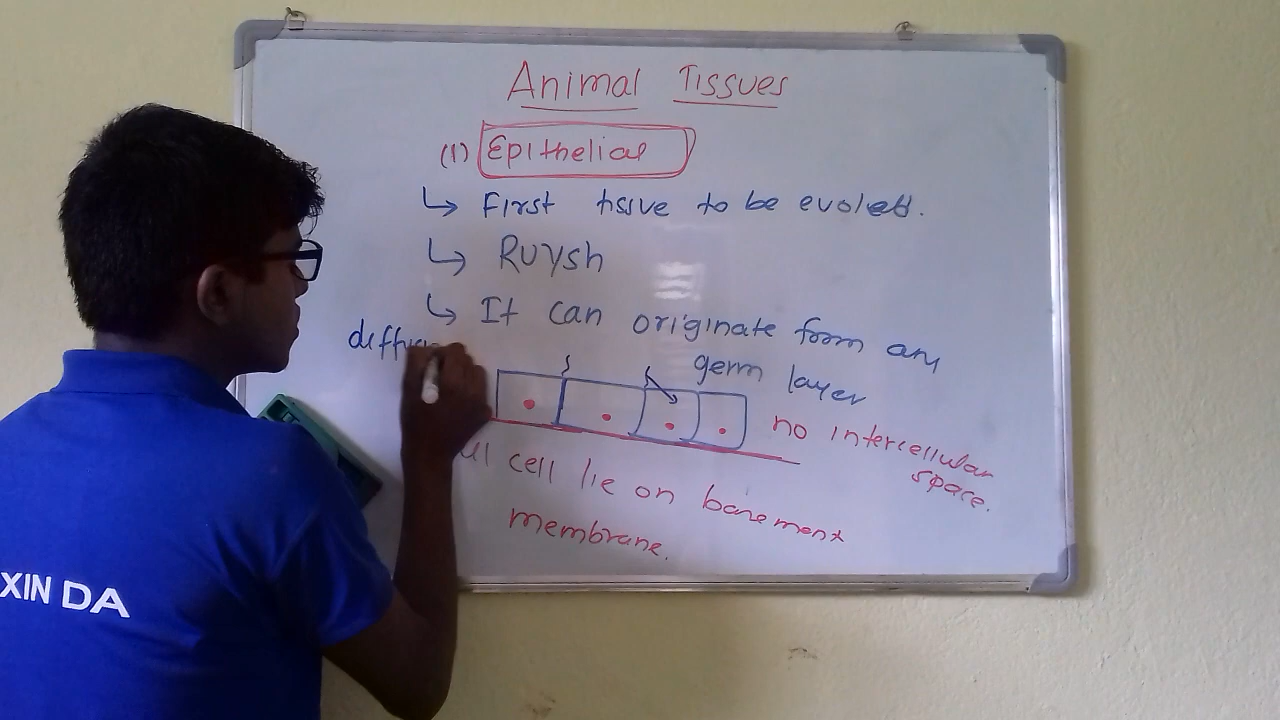 Animal Tissues
(1) Epithelial
↳ First tissue to be evolved.
↳ Ruysh
↳ It can originate form any
germ layer
no intercellular
space.
cell lie on basement
membrane.
XIN DA